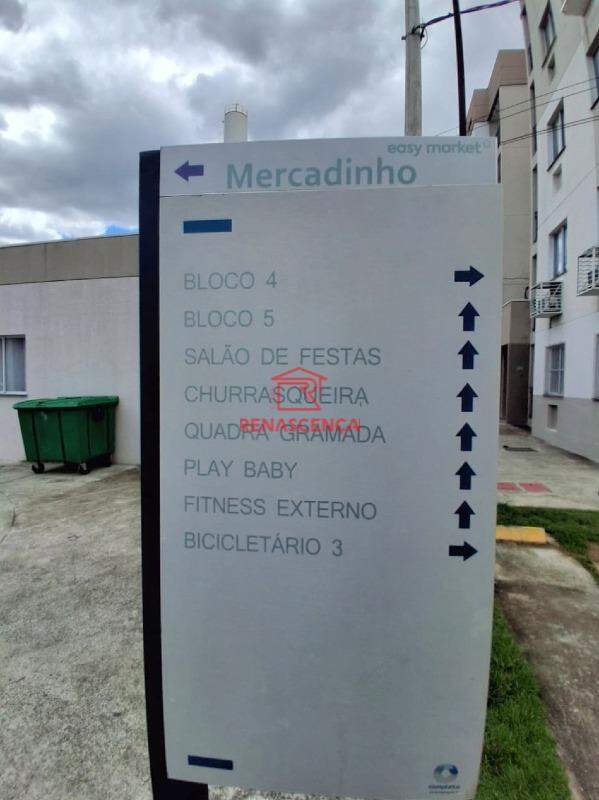 easy market
Mercadinho
BLOCO 4
BLOCO 5
SALÃO DE FESTAS
CHURRASQUEIRA
RENASCENÇA
QUADRA GRAMADA
PLAY BABY
FITNESS EXTERNO
BICICLETÁRIO 3